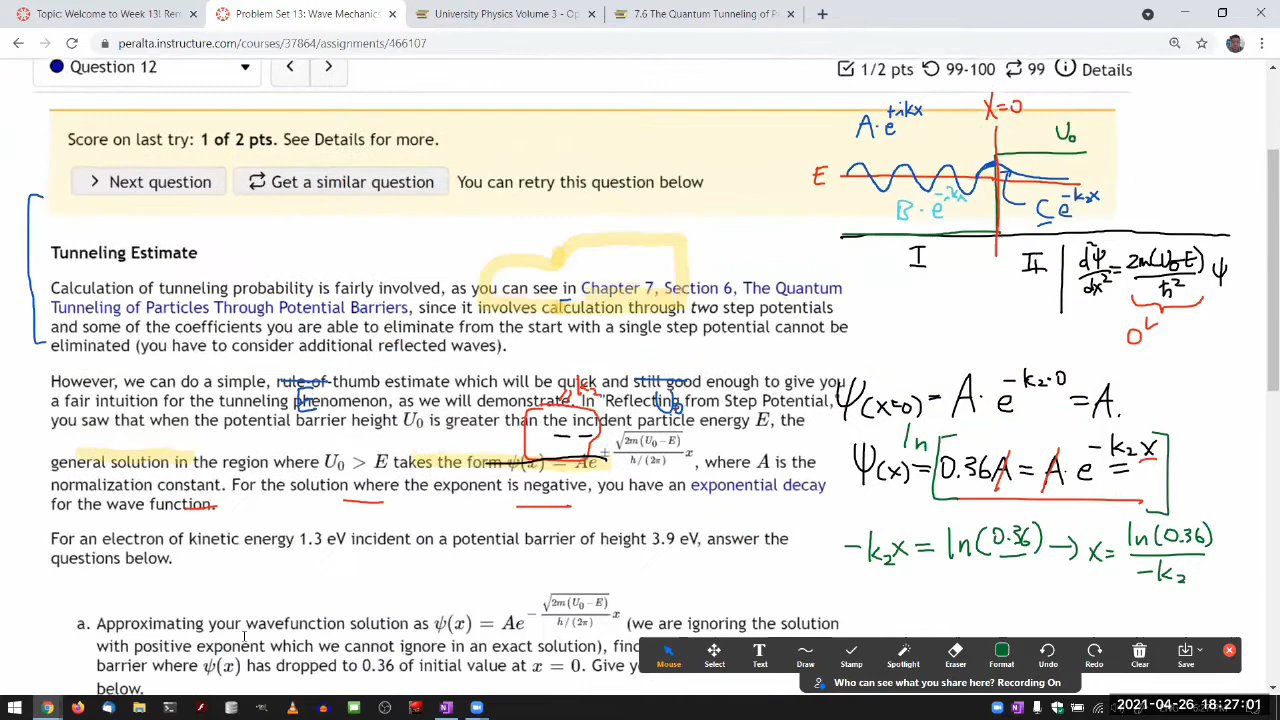 Topic: Welcome to Week 13! Rei
Problem Set 13: Wave Mechanics
University Physics Volume 3 - Op
7.6 The Quantum Tunneling of P
peralta.instructure.com/courses/37864/assignments/466107
Question 12
1/2 pts 99-100 99 Details
Score on last try: 1 of 2 pts. See Details for more.
Next question Get a similar question You can retry this question below
Tunneling Estimate
Calculation of tunneling probability is fairly involved, as you can see in Chapter 7, Section 6, The Quantum
Tunneling of Particles Through Potential Barriers, since it involves calculation through two step potentials
and some of the coefficients you are able to eliminate from the start with a single step potential cannot be
eliminated (you have to consider additional reflected waves).
However, we can do a simple, rule-of-thumb estimate which will be quick and still good enough to give you
a fair intuition for the tunneling phenomenon, as we will demonstrate. In "Reflecting from Step Potential,
you saw that when the potential barrier height U₀ is greater than the incident particle energy E, the
general solution in the region where U₀ > E takes the form ψ(x) = Ae^(± √(2m(U₀−E)) / (h/(2π)) x), where A is the
normalization constant. For the solution where the exponent is negative, you have an exponential decay
for the wave function.
For an electron of kinetic energy 1.3 eV incident on a potential barrier of height 3.9 eV, answer the
questions below.
a. Approximating your wavefunction solution as ψ(x) = Ae^(− √(2m(U₀−E)) / (h/(2π)) x) (we are ignoring the solution
with positive exponent which we cannot ignore in an exact solution), find
barrier where ψ(x) has dropped to 0.36 of initial value at x = 0. Give y
below.
E
k₂
U₀
A·e^(+ikx)
X=0
U₀
E
B·e^(-ikx)
C e^(-k₂x)
I
II
d²ψ/dx² = 2m(U₀-E)/ħ² ψ
ψ(x=0) = A·e^(-k₂·0) = A.
ln
ψ(x) = 0.36A = A·e^(-k₂x) =
-k₂x = ln(0.36) → x = ln(0.36)/-k₂
Mouse Select Text Draw Stamp Spotlight Eraser Format Undo Redo Clear Save
Who can see what you share here? Recording On
2021-04-26 18:27:01